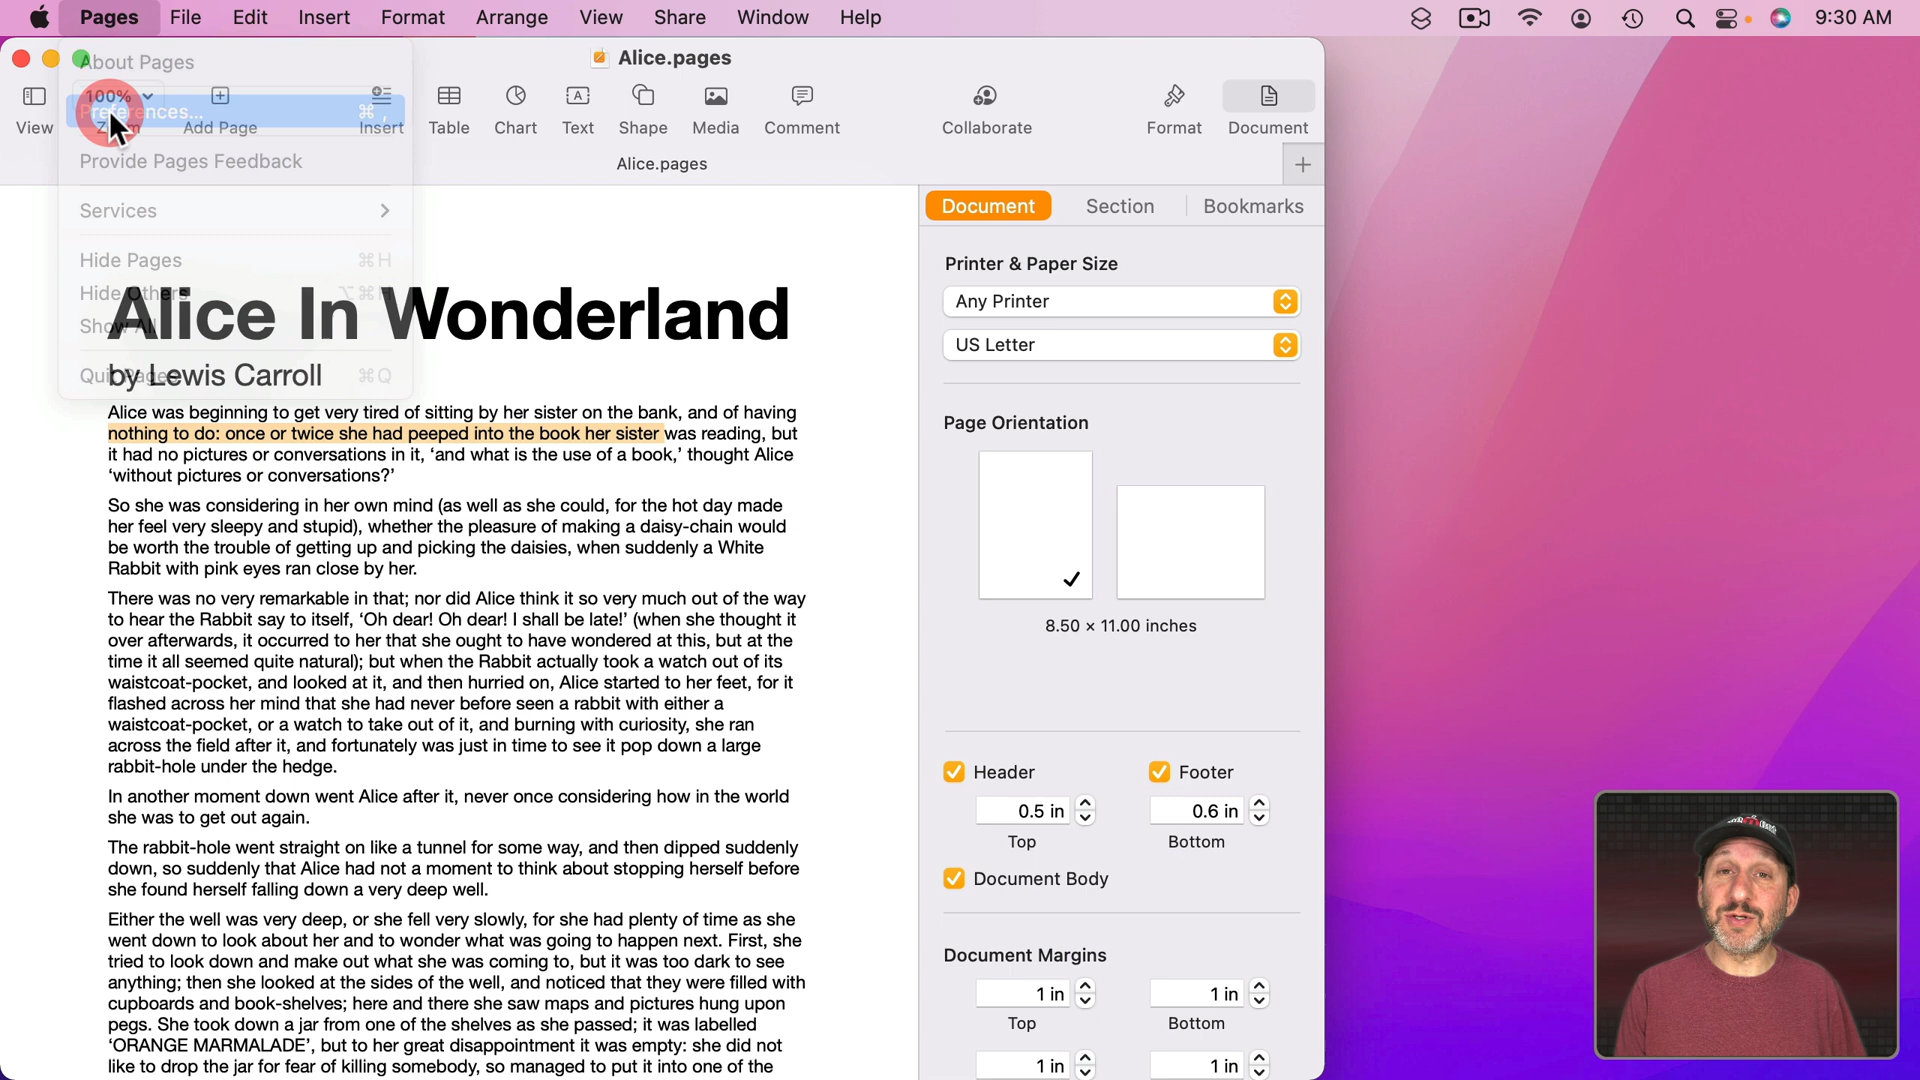 Pages File Edit Insert Format Arrange View Share Window Help 9:30 AM
About Pages
Alice.pages
Preferences... ⌘ ,
100%
View Zoom Add Page Insert Table Chart Text Shape Media Comment Collaborate Format Document
Provide Pages Feedback
Alice.pages
Services
Hide Pages ⌘H
Hide Others ⌥⌘H
Show All
Quit Pages ⌘Q
Alice In Wonderland
by Lewis Carroll
Alice was beginning to get very tired of sitting by her sister on the bank, and of having
nothing to do: once or twice she had peeped into the book her sister was reading, but
it had no pictures or conversations in it, ‘and what is the use of a book,’ thought Alice
‘without pictures or conversations?’
So she was considering in her own mind (as well as she could, for the hot day made
her feel very sleepy and stupid), whether the pleasure of making a daisy-chain would
be worth the trouble of getting up and picking the daisies, when suddenly a White
Rabbit with pink eyes ran close by her.
There was no very remarkable in that; nor did Alice think it so very much out of the way
to hear the Rabbit say to itself, ‘Oh dear! Oh dear! I shall be late!’ (when she thought it
over afterwards, it occurred to her that she ought to have wondered at this, but at the
time it all seemed quite natural); but when the Rabbit actually took a watch out of its
waistcoat-pocket, and looked at it, and then hurried on, Alice started to her feet, for it
flashed across her mind that she had never before seen a rabbit with either a
waistcoat-pocket, or a watch to take out of it, and burning with curiosity, she ran
across the field after it, and fortunately was just in time to see it pop down a large
rabbit-hole under the hedge.
In another moment down went Alice after it, never once considering how in the world
she was to get out again.
The rabbit-hole went straight on like a tunnel for some way, and then dipped suddenly
down, so suddenly that Alice had not a moment to think about stopping herself before
she found herself falling down a very deep well.
Either the well was very deep, or she fell very slowly, for she had plenty of time as she
went down to look about her and to wonder what was going to happen next. First, she
tried to look down and make out what she was coming to, but it was too dark to see
anything; then she looked at the sides of the well, and noticed that they were filled with
cupboards and book-shelves; here and there she saw maps and pictures hung upon
pegs. She took down a jar from one of the shelves as she passed; it was labelled
‘ORANGE MARMALADE’, but to her great disappointment it was empty: she did not
like to drop the jar for fear of killing somebody, so managed to put it into one of the
Document Section Bookmarks
Printer & Paper Size
Any Printer
US Letter
Page Orientation
8.50 × 11.00 inches
Header Footer
0.5 in 0.6 in
Top Bottom
Document Body
Document Margins
1 in 1 in
Top Bottom
1 in 1 in